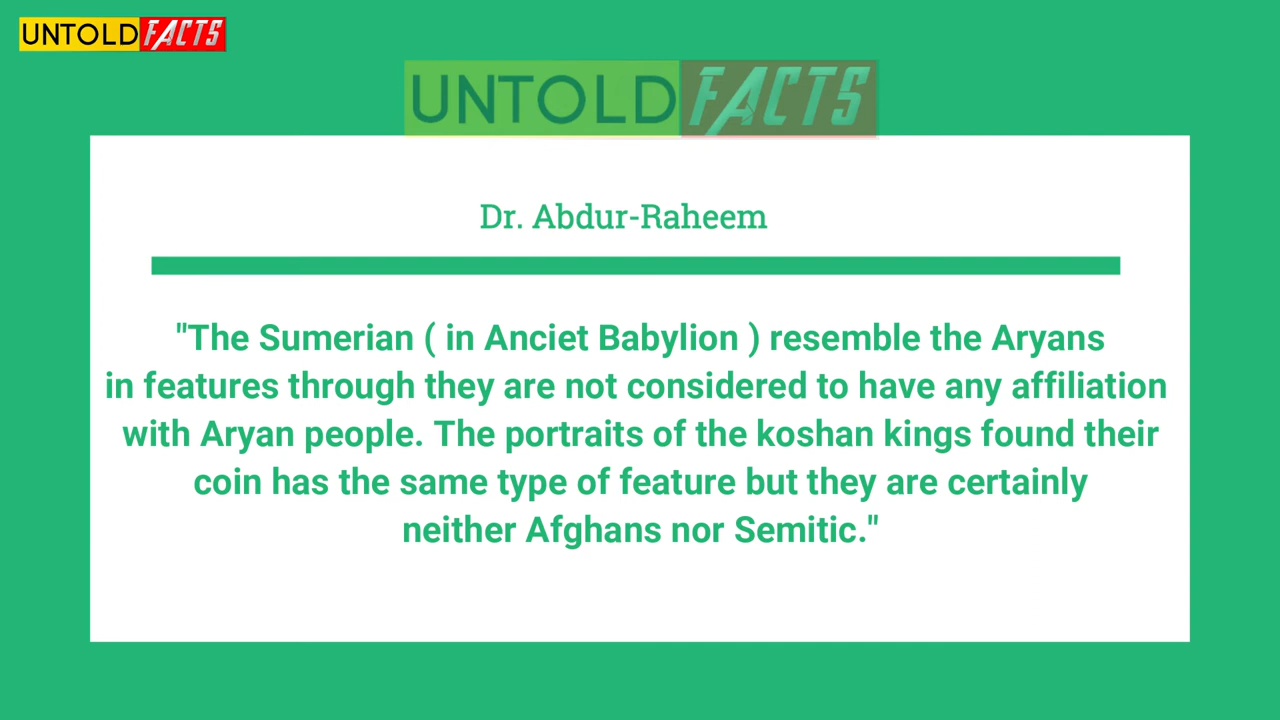 UNTOLD FACTS
UNTOLD FACTS
Dr. Abdur-Raheem
"The Sumerian ( in Anciet Babylion ) resemble the Aryans
in features through they are not considered to have any affiliation
with Aryan people. The portraits of the koshan kings found their
coin has the same type of feature but they are certainly
neither Afghans nor Semitic."